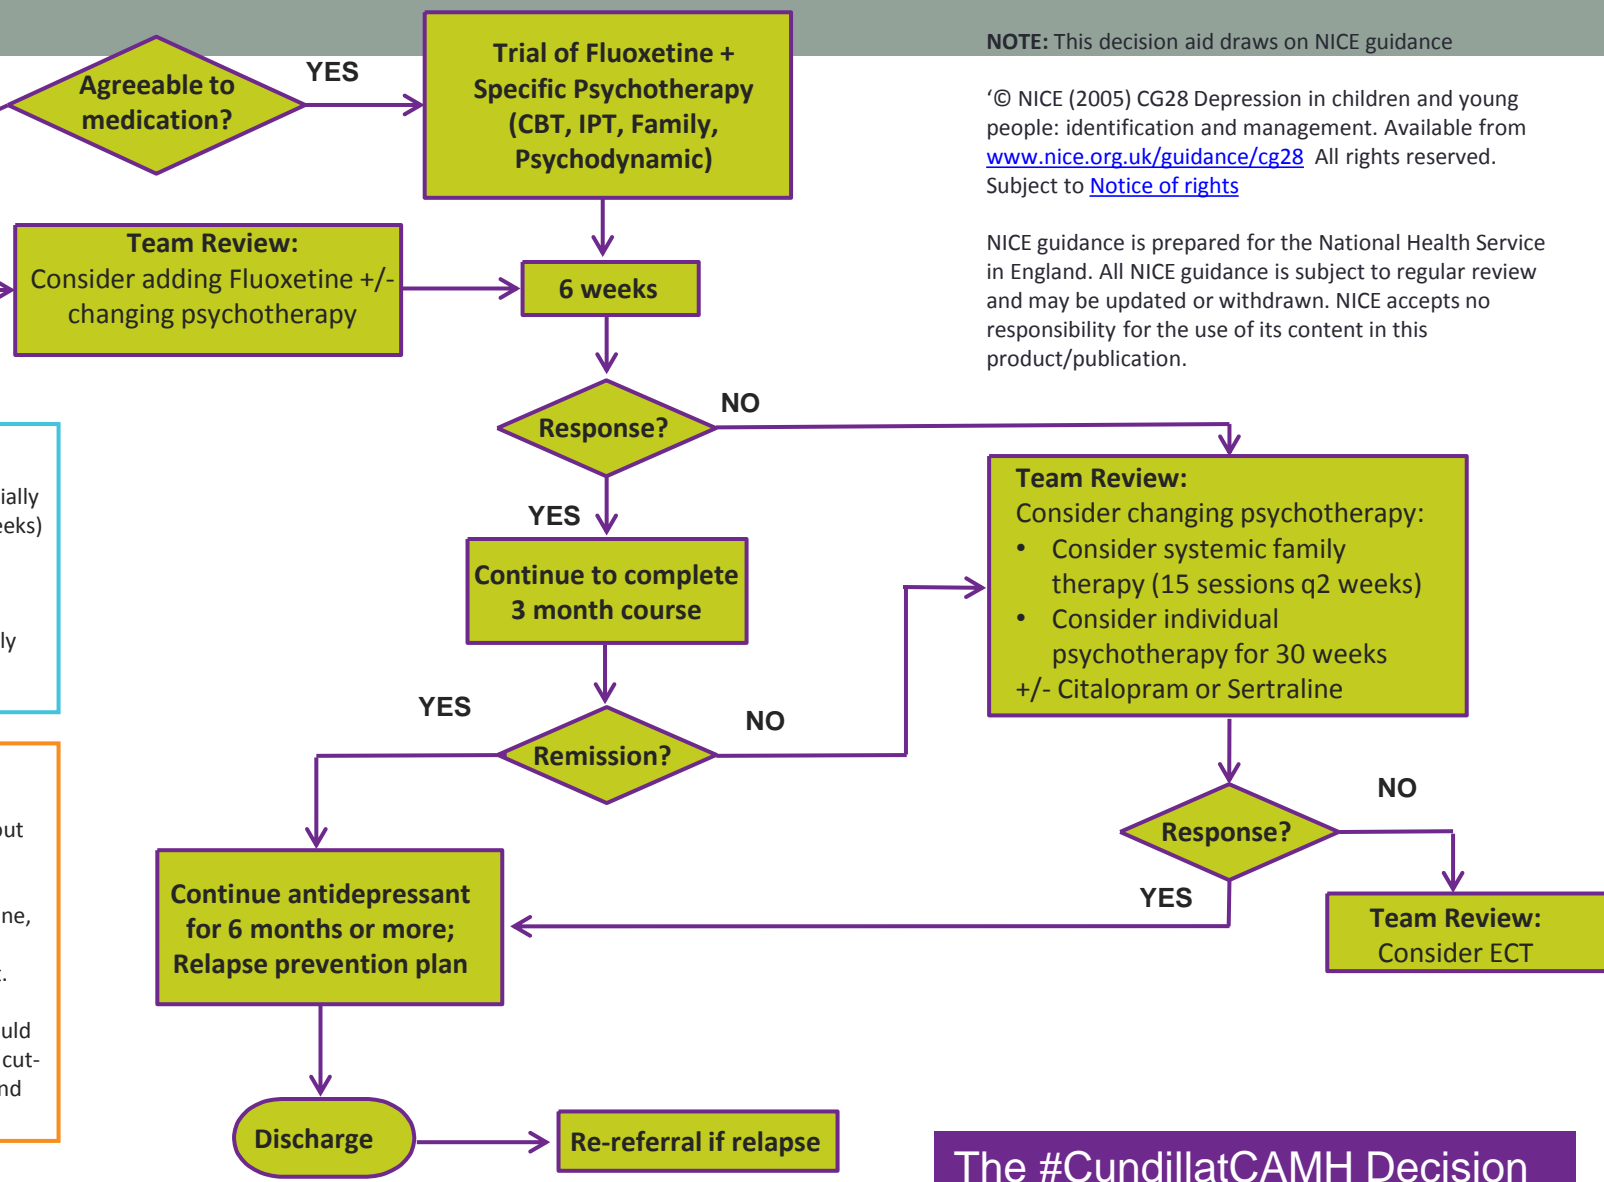 Agreeable to
medication?
YES
Trial of Fluoxetine +
Specific Psychotherapy
(CBT, IPT, Family,
Psychodynamic)
NOTE: This decision aid draws on NICE guidance
‘© NICE (2005) CG28 Depression in children and young
people: identification and management. Available from
www.nice.org.uk/guidance/cg28 All rights reserved.
Subject to Notice of rights
NICE guidance is prepared for the National Health Service
in England. All NICE guidance is subject to regular review
and may be updated or withdrawn. NICE accepts no
responsibility for the use of its content in this
product/publication.
Team Review:
Consider adding Fluoxetine +/-
changing psychotherapy
6 weeks
Response?
NO
YES
Continue to complete
3 month course
Team Review:
Consider changing psychotherapy:
• Consider systemic family
therapy (15 sessions q2 weeks)
• Consider individual
psychotherapy for 30 weeks
+/- Citalopram or Sertraline
YES
Remission?
NO
Response?
NO
YES
Team Review:
Consider ECT
Continue antidepressant
for 6 months or more;
Relapse prevention plan
Discharge
Re-referral if relapse
The #CundillatCAMH Decision